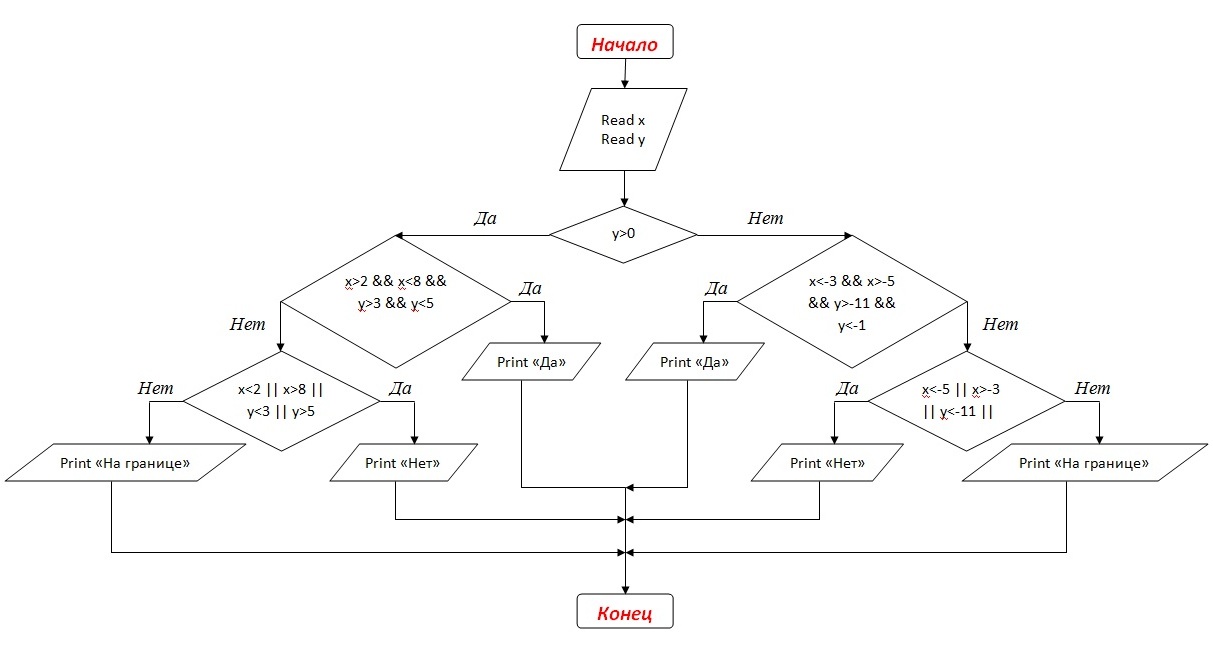 Начало
Read x
Read y
y>0
Да
Нет
x>2 && x<8 &&
y>3 && y<5
Да
Нет
x<-3 && x>-5
&& y>-11 &&
y<-1
Да
Нет
Print «Да»
Print «Да»
x<2 || x>8 ||
y<3 || y>5
Нет
Да
x<-5 || x>-3
|| y<-11 ||
Да
Нет
Print «На границе»
Print «Нет»
Print «Нет»
Print «На границе»
Конец